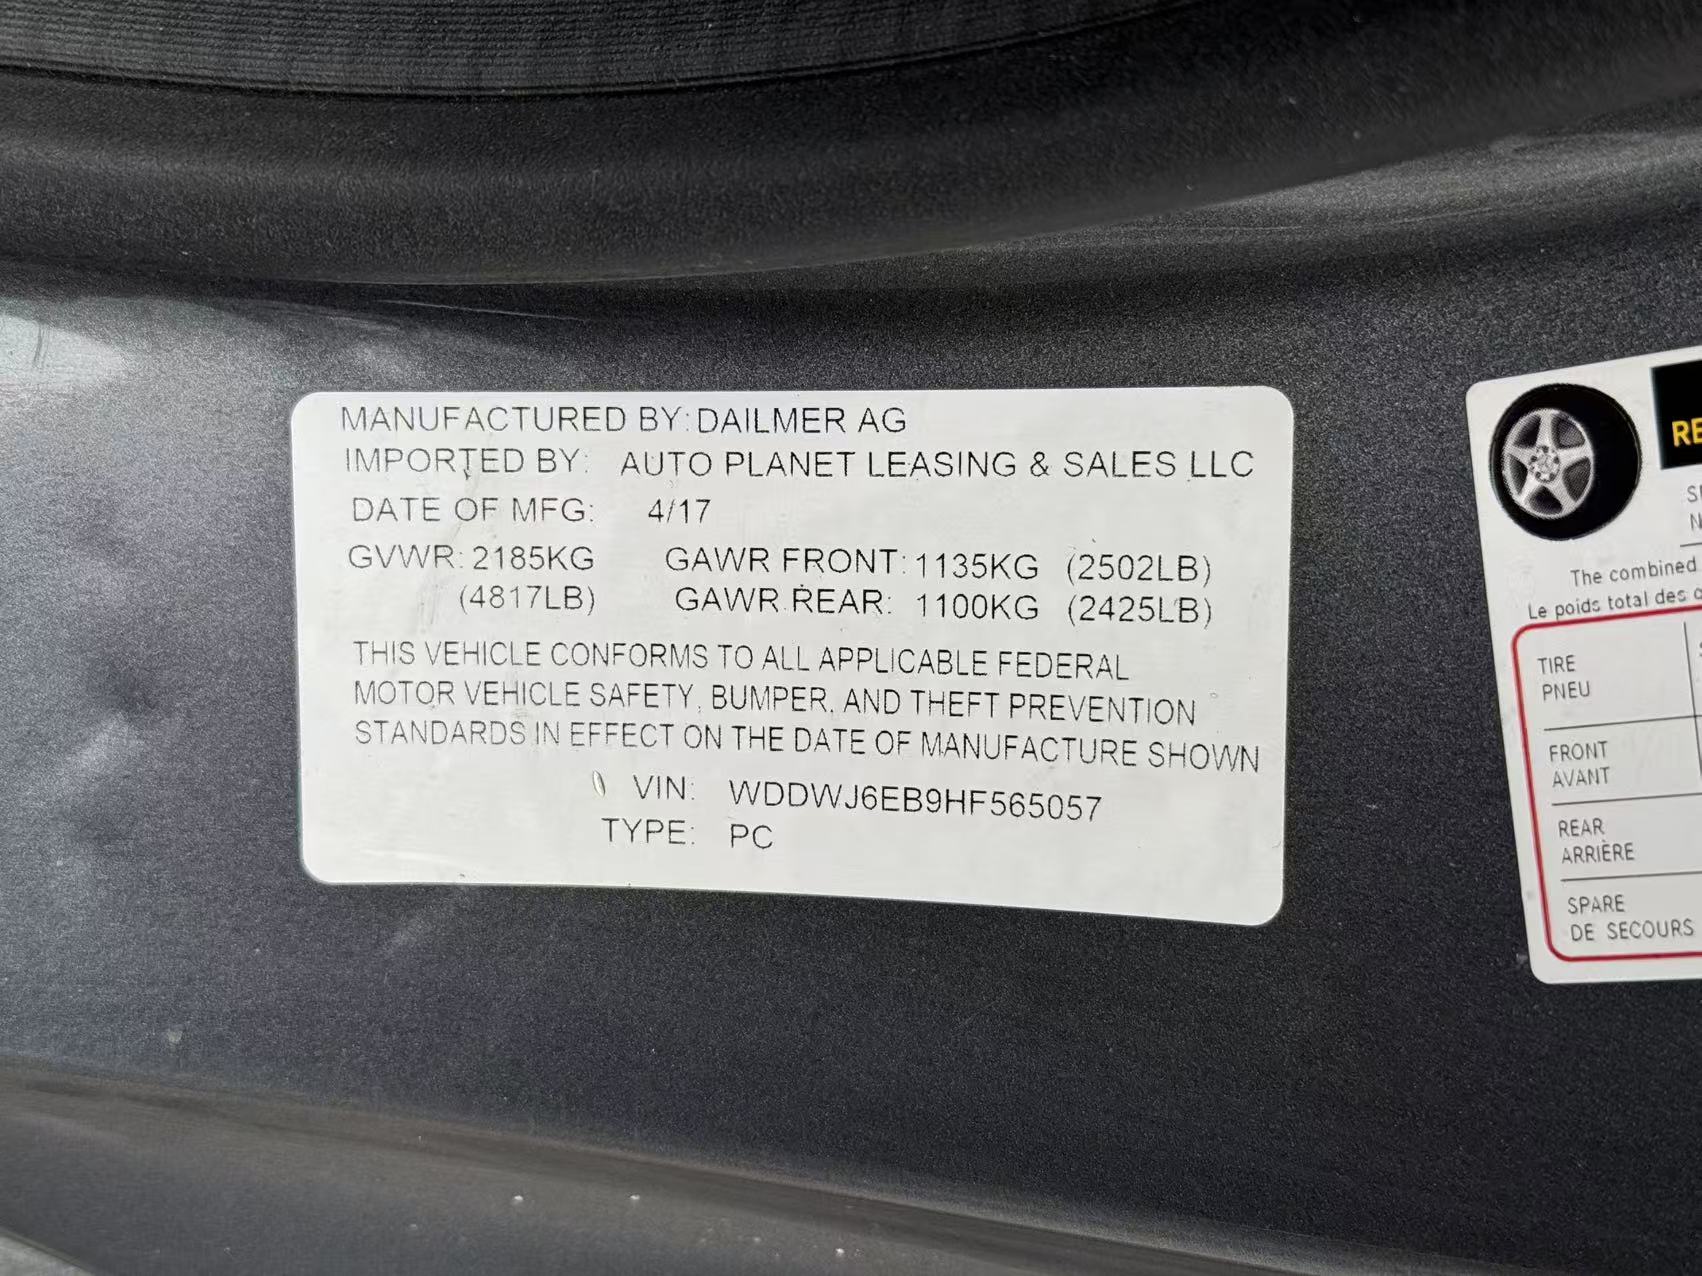 MANUFACTURED BY: DAILMER AG
IMPORTED BY: AUTO PLANET LEASING & SALES LLC
DATE OF MFG: 4/17
GVWR: 2185KG GAWR FRONT: 1135KG (2502LB)
(4817LB) GAWR REAR: 1100KG (2425LB)
THIS VEHICLE CONFORMS TO ALL APPLICABLE FEDERAL
MOTOR VEHICLE SAFETY, BUMPER, AND THEFT PREVENTION
STANDARDS IN EFFECT ON THE DATE OF MANUFACTURE SHOWN
VIN: WDDWJ6EB9HF565057
TYPE: PC
The combined
Le poids total des
TIRE
PNEU
FRONT
AVANT
REAR
ARRIÈRE
SPARE
DE SECOURS